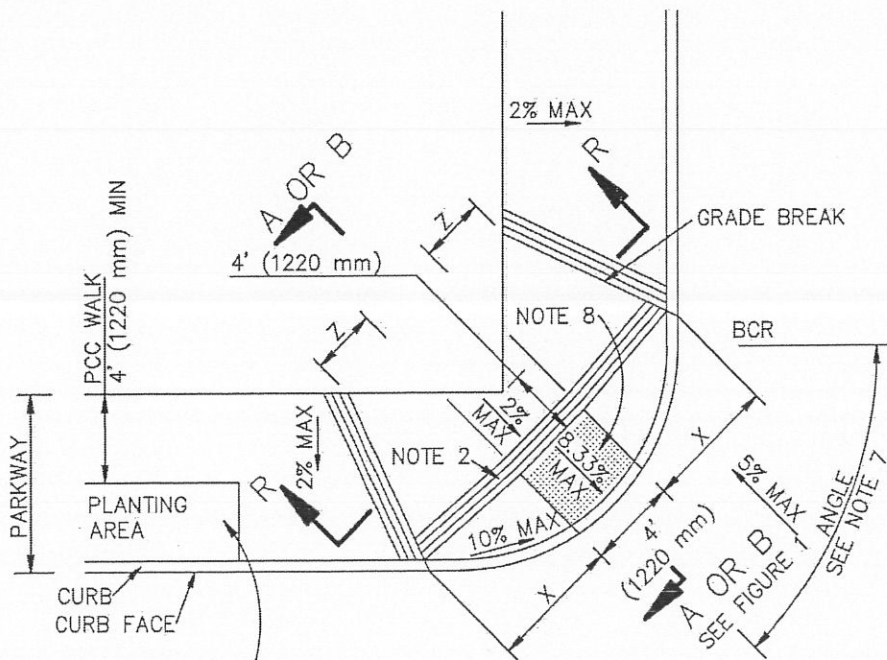 2% MAX
R
A OR B
Z
4' (1220 mm)
GRADE BREAK
PCC WALK
4' (1220 mm) MIN
NOTE 8
BCR
Z
2%
MAX
8.33%
MAX
X
PARKWAY
2% MAX
NOTE 2
R
PLANTING
AREA
10% MAX
4'
(1220 mm)
5% MAX
ANGLE
SEE NOTE 7
A OR B
SEE FIGURE 1
X
CURB
CURB FACE